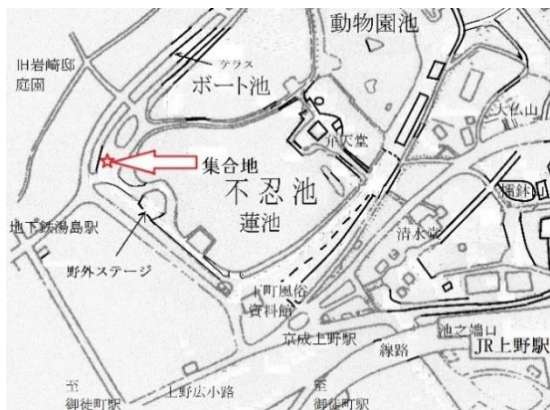 動物園池
旧岩崎邸
庭園
テラス
ボート池
大仏山
弁天堂
集合地
不忍池
蓮池
摺鉢
地下鉄湯島駅
清水堂
野外ステージ
下町風俗
資料館
池之端口
京成上野駅
JR上野駅
線路
至
御徒町駅
上野広小路
至
御徒町駅